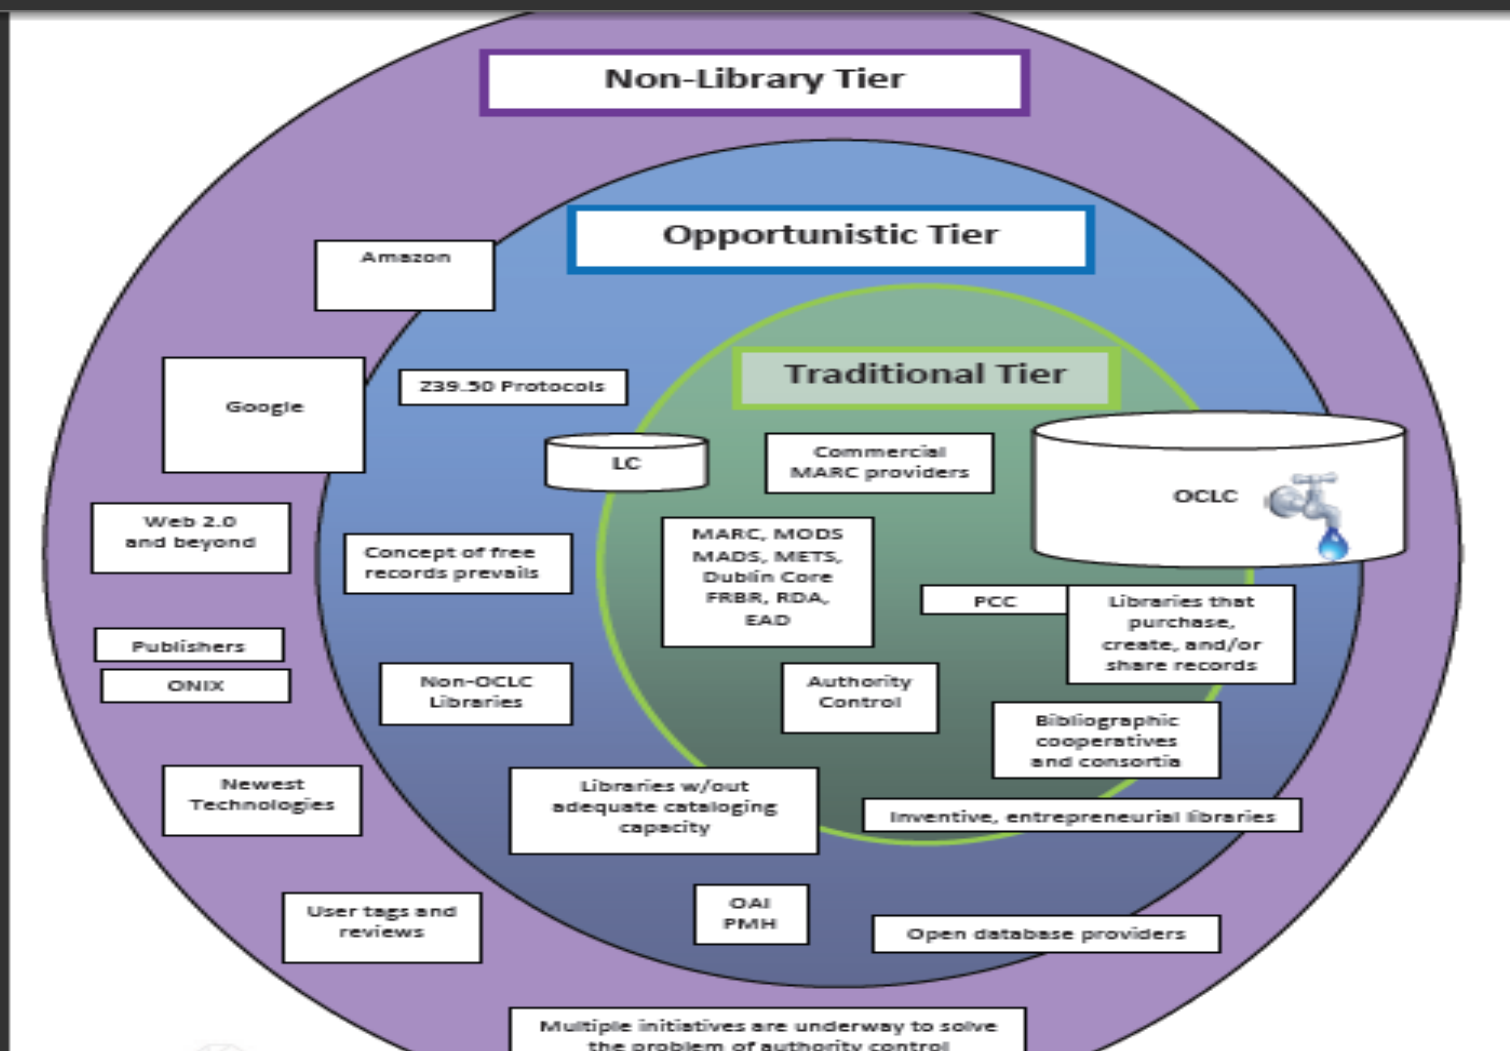 Non-Library Tier
Opportunistic Tier
Amazon
Traditional Tier
Z39.50 Protocols
Google
Commercial
MARC providers
LC
OCLC
Web 2.0
and beyond
MARC, MODS
MADS, METS,
Dublin Core
FRBR, RDA,
EAD
Concept of free
records prevails
PCC
Libraries that
purchase,
create, and/or
share records
Publishers
ONIX
Non-OCLC
Libraries
Authority
Control
Bibliographic
cooperatives
and consortia
Newest
Technologies
Libraries w/out
adequate cataloging
capacity
Inventive, entrepreneurial libraries
User tags and
reviews
OAI
PMH
Open database providers
Multiple initiatives are underway to solve
the problem of authority control